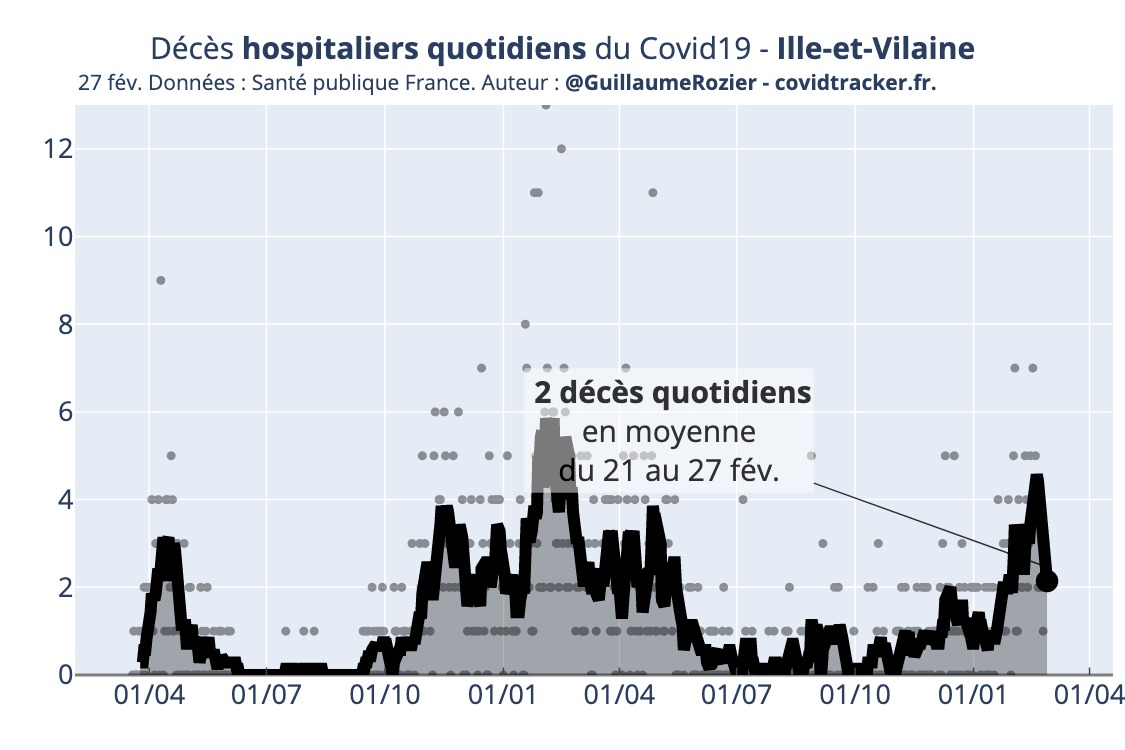 Décès hospitaliers quotidiens du Covid19 - Ille-et-Vilaine
27 fév. Données : Santé publique France. Auteur : @GuillaumeRozier - covidtracker.fr.
12
10
8
6
4
2
0
2 décès quotidiens
en moyenne
du 21 au 27 fév.
01/04 01/07 01/10 01/01 01/04 01/07 01/10 01/01 01/04